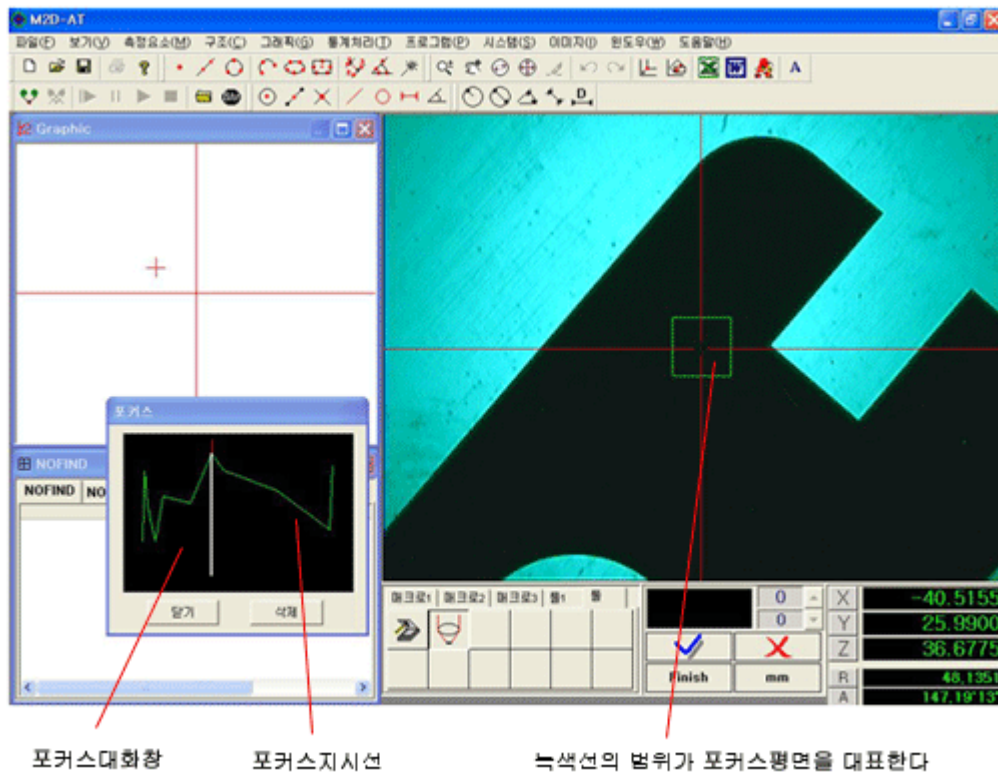 M2D-AT
파일(F) 보기(V) 측정요소(M) 구조(C) 그래픽(G) 통계처리(T) 프로그램(P) 시스템(S) 이미지(I) 윈도우(W) 도움말(H)
A
D
Graphic
포커스
NOFIND
NOFIND NO
닫기 삭제
매크로1 매크로2 매크로3 툴1 툴
0
0
Finish mm
X -40.5155
Y 25.9900
Z 36.6775
R 48,1351
A 147,19'13"
포커스대화창 포커스지시선 녹색선의 범위가 포커스평면을 대표한다